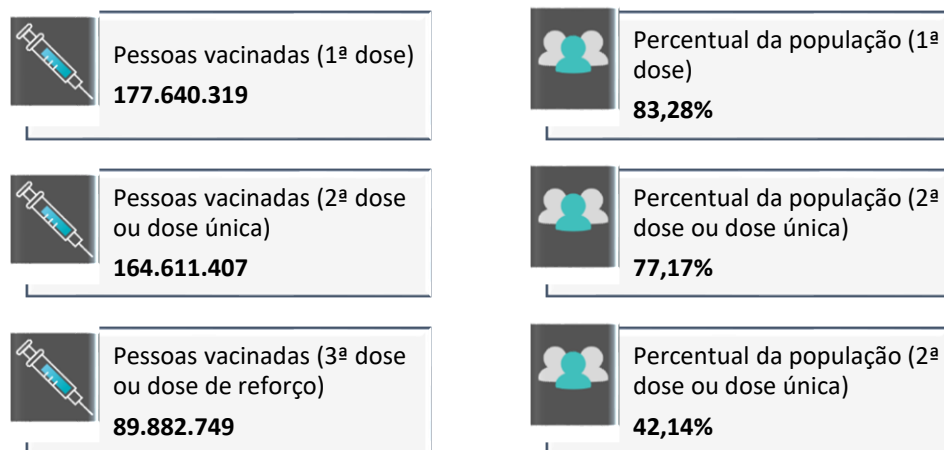 Pessoas vacinadas (1ª dose)
177.640.319
Percentual da população (1ª
dose)
83,28%
Pessoas vacinadas (2ª dose
ou dose única)
164.611.407
Percentual da população (2ª
dose ou dose única)
77,17%
Pessoas vacinadas (3ª dose
ou dose de reforço)
89.882.749
Percentual da população (2ª
dose ou dose única)
42,14%